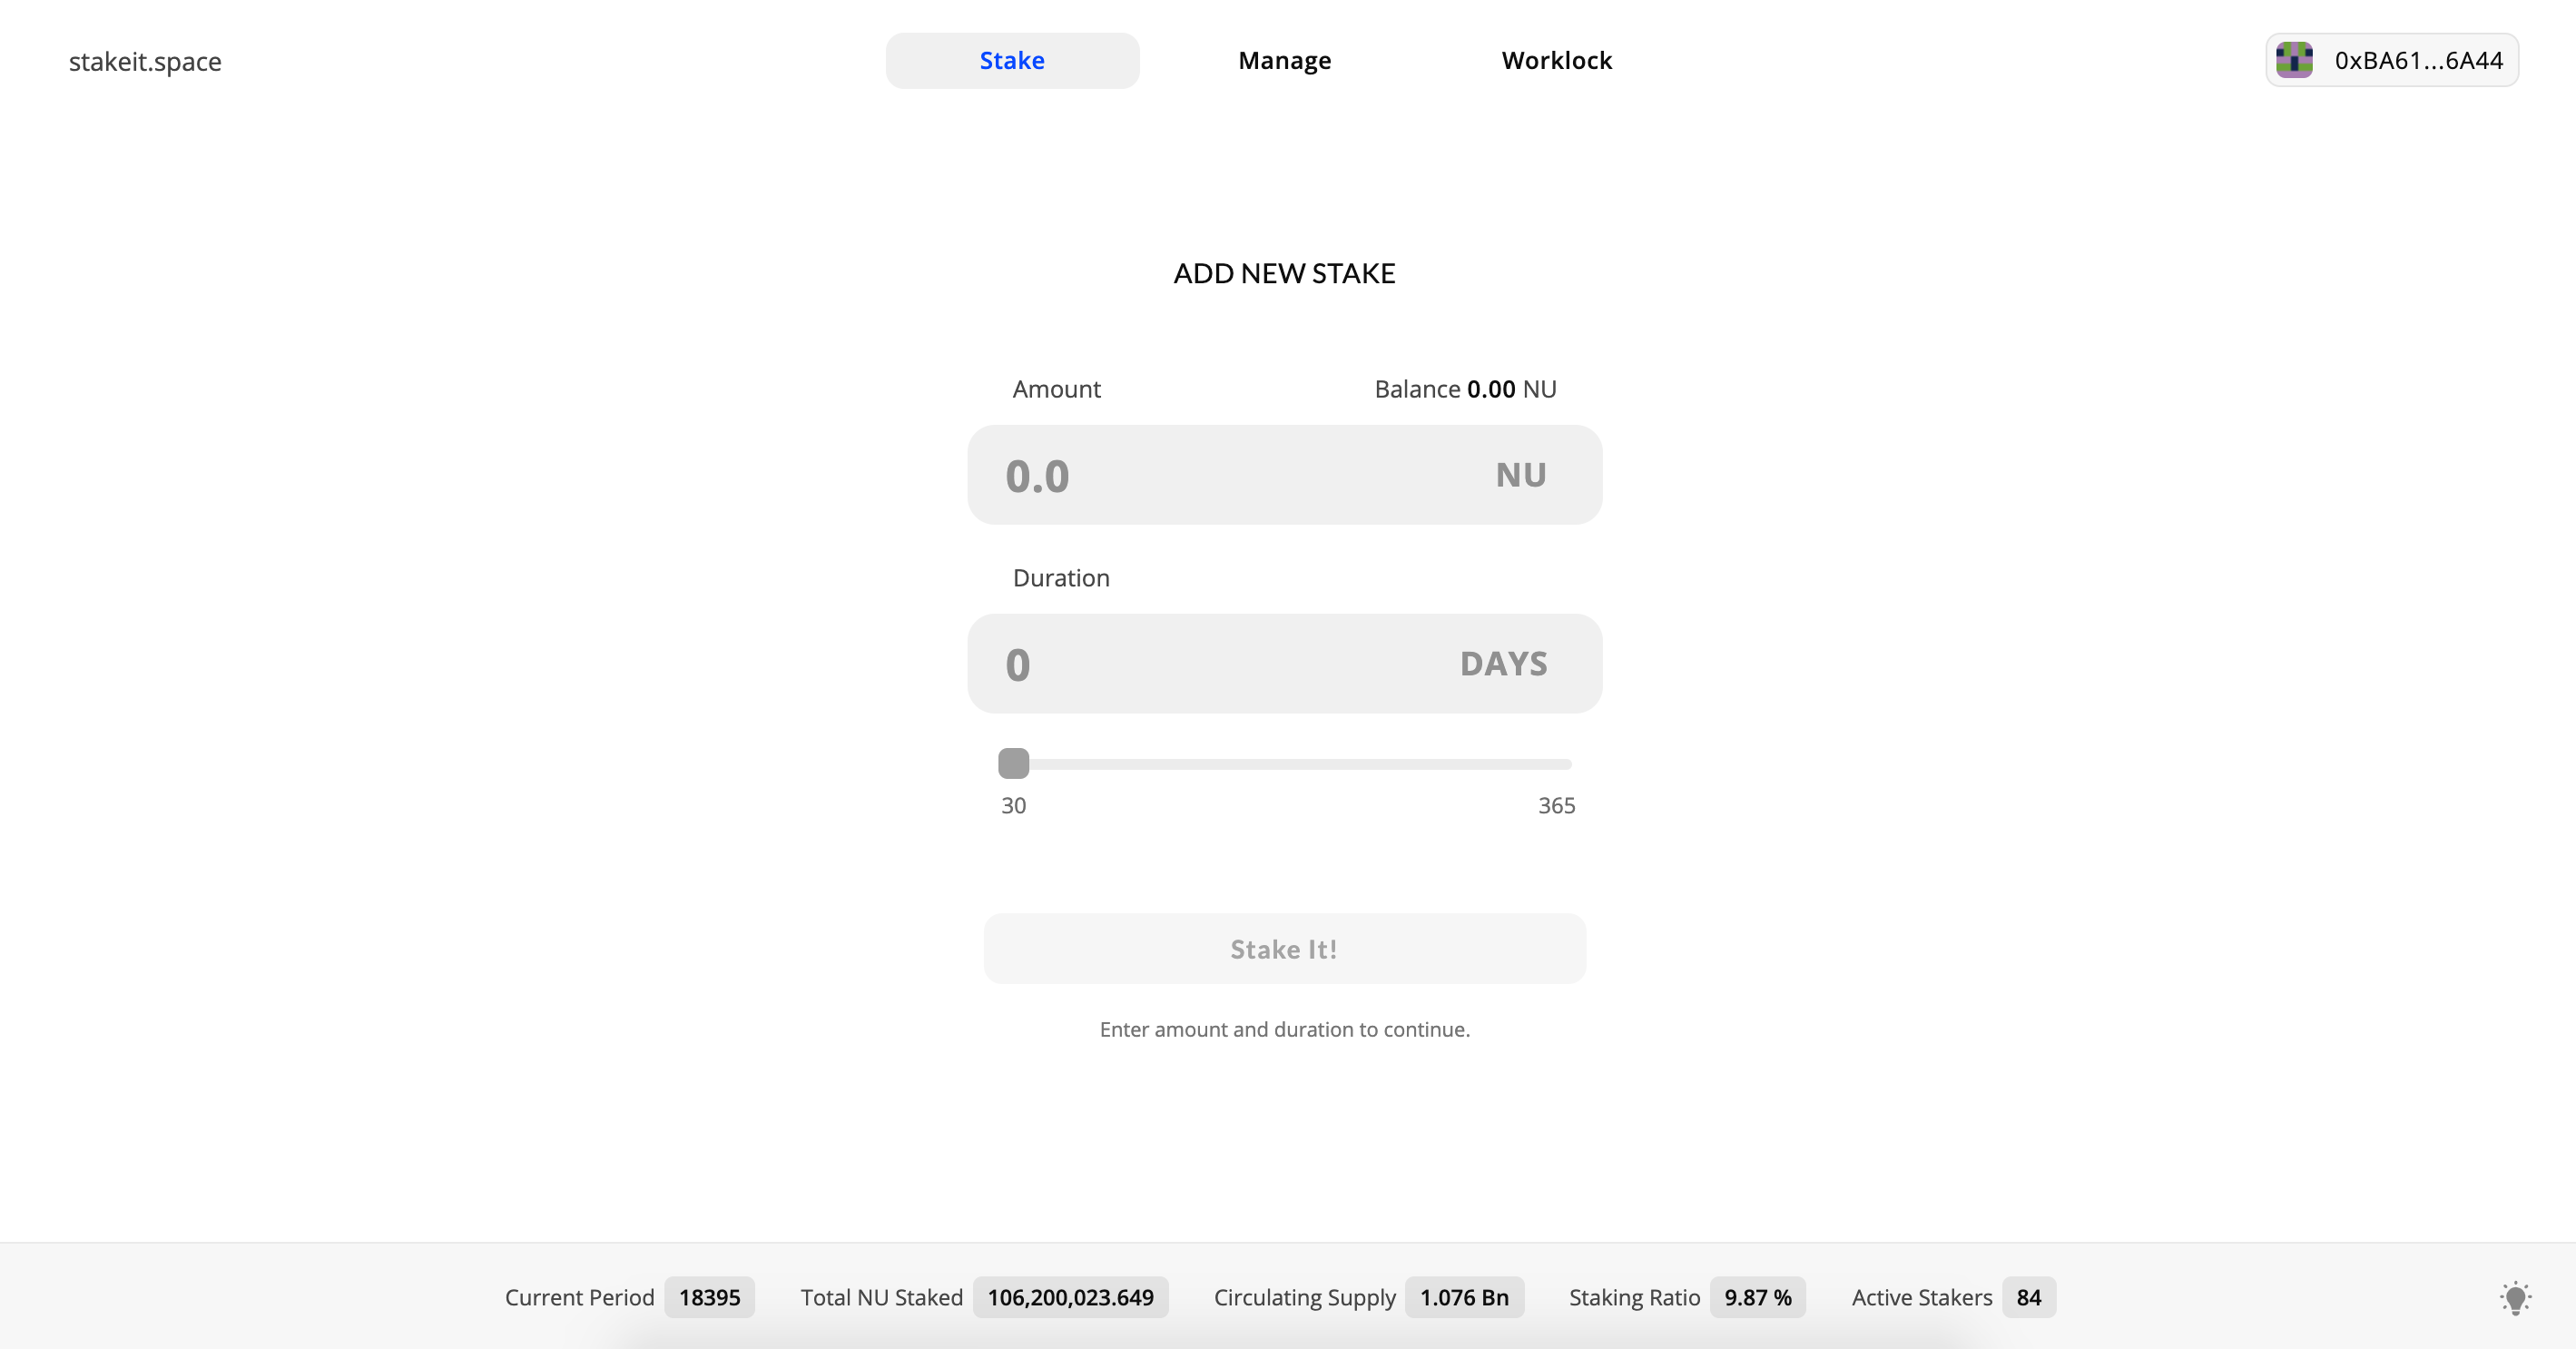 stakeit.space Stake Manage Worklock 0xBA61...6A44
ADD NEW STAKE
Amount Balance 0.00 NU
0.0 NU
Duration
0 DAYS
30 365
Stake It!
Enter amount and duration to continue.
Current Period 18395 Total NU Staked 106,200,023.649 Circulating Supply 1.076 Bn Staking Ratio 9.87 % Active Stakers 84